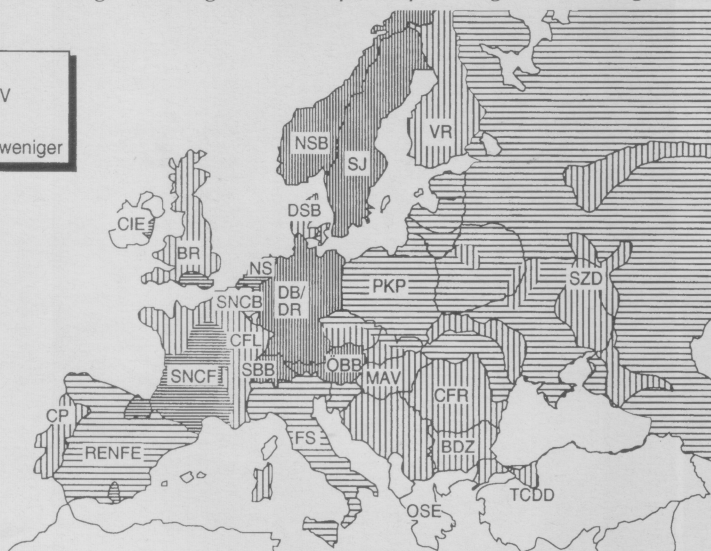 V
weniger
NSB
SJ
VR
CIE
DSB
BR
NS
SNCB
DB/
DR
PKP
SZD
CFL
SNCF
SBB
ÖBB
MAV
CFR
CP
RENFE
FS
BDZ
OSE
TCDD